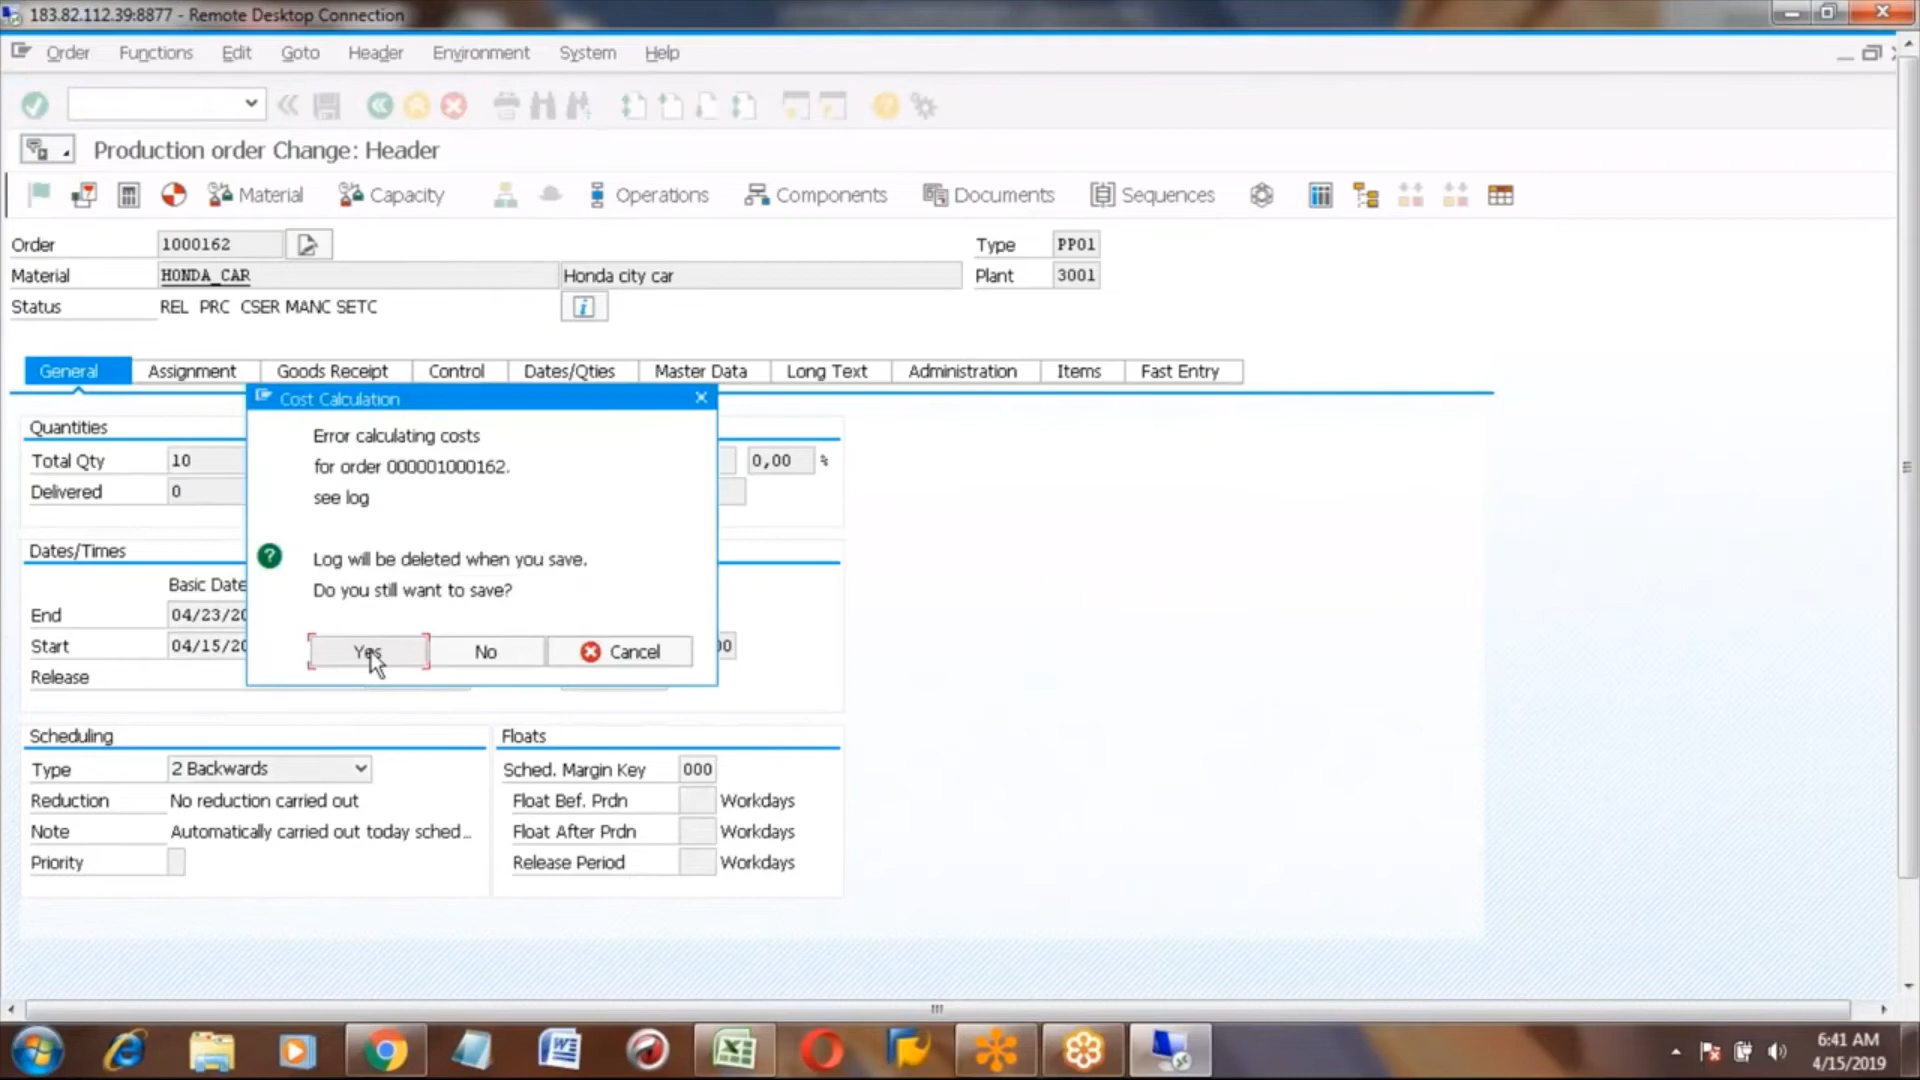 183.82.112.39:8877 - Remote Desktop Connection
Order Functions Edit Goto Header Environment System Help
Production order Change: Header
Material Capacity Operations Components Documents Sequences
Order 1000162 Type PP01
Material HONDA_CAR Honda city car Plant 3001
Status REL PRC CSER MANC SETC
General Assignment Goods Receipt Control Dates/Qties Master Data Long Text Administration Items Fast Entry
Cost Calculation
Quantities
Error calculating costs
Total Qty 10 0,00 %
for order 000001000162.
Delivered 0
see log
Dates/Times
Log will be deleted when you save.
Basic Date
Do you still want to save?
End 04/23/20
Start 04/15/20
Yes No Cancel
Release
Scheduling Floats
Type 2 Backwards Sched. Margin Key 000
Reduction No reduction carried out Float Bef. Prdn Workdays
Note Automatically carried out today sched... Float After Prdn Workdays
Priority Release Period Workdays
6:41 AM
4/15/2019